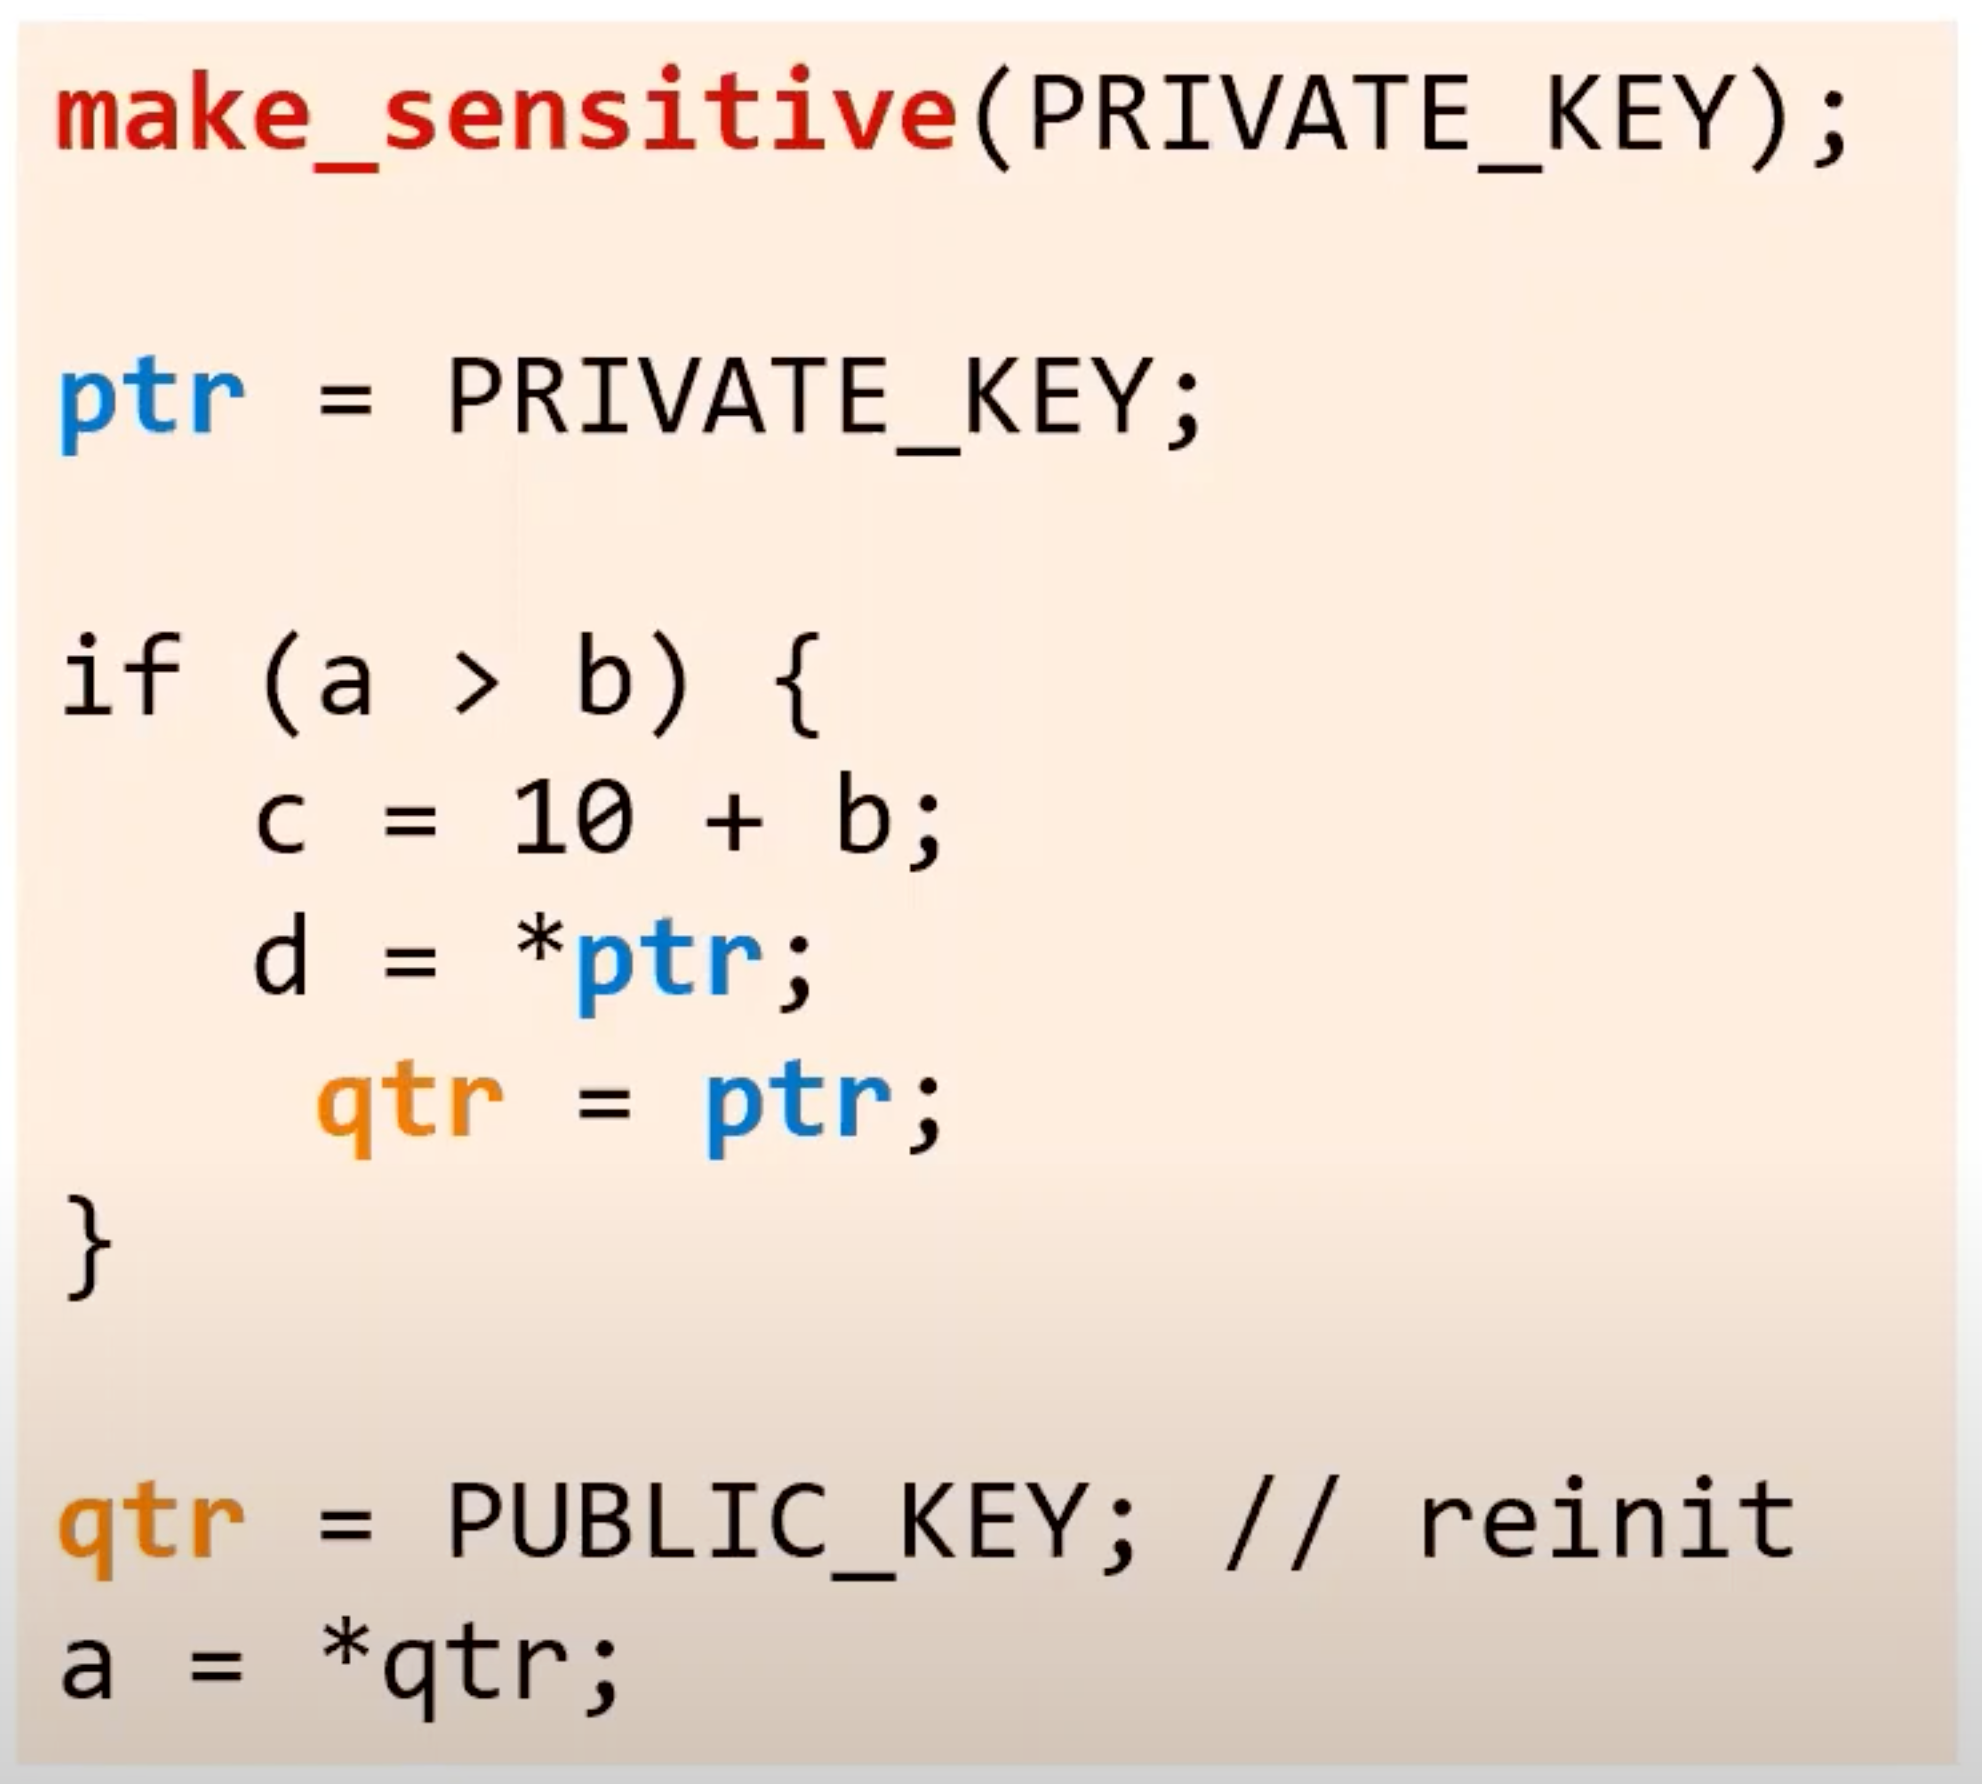 make_sensitive(PRIVATE_KEY);
ptr = PRIVATE_KEY;
if (a > b) {
c = 10 + b;
d = *ptr;
qtr = ptr;
}
qtr = PUBLIC_KEY; // reinit
a = *qtr;